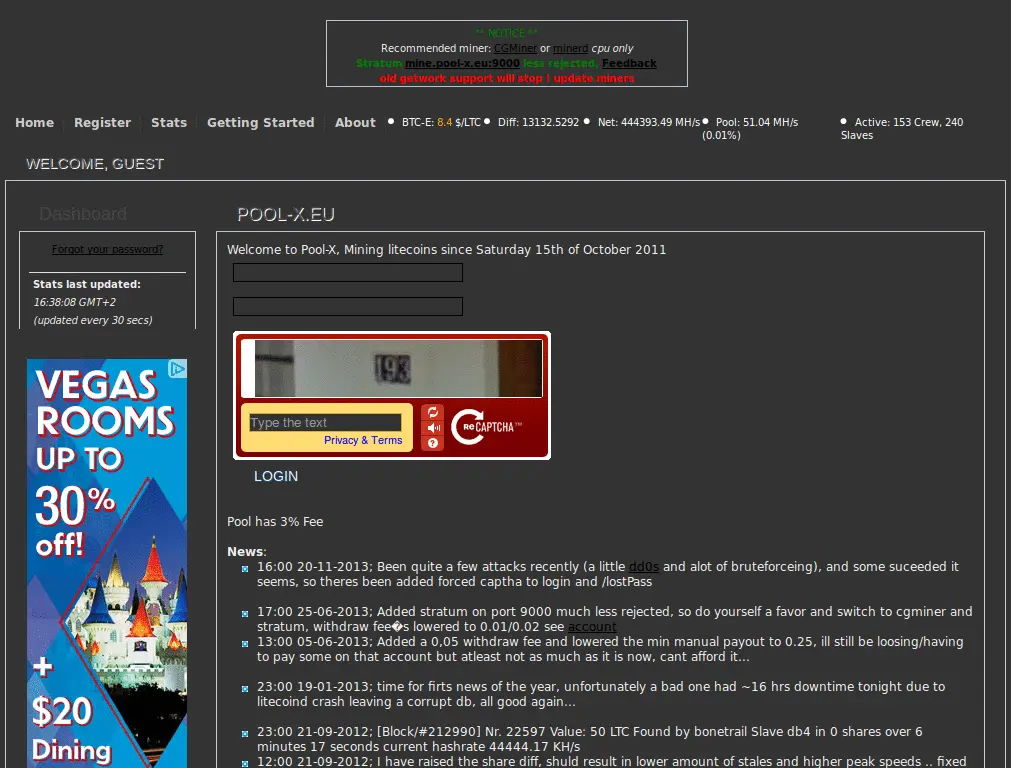 ** NOTICE **
Recommended miner: CGMiner or minerd cpu only
Stratum mine.pool-x.eu:9000 less rejected, Feedback
old getwork support will stop ! update miners
Home Register Stats Getting Started About BTC-E: 8.4 $/LTC Diff: 13132.5292 Net: 444393.49 MH/s Pool: 51.04 MH/s Active: 153 Crew, 240
(0.01%) Slaves
WELCOME, GUEST
Dashboard
Forgot your password?
Stats last updated:
16:38:08 GMT+2
(updated every 30 secs)
VEGAS
ROOMS
UP TO
30%
off!
+
$20
Dining
POOL-X.EU
Welcome to Pool-X, Mining litecoins since Saturday 15th of October 2011
193
Type the text
Privacy & Terms
reCAPTCHA™
LOGIN
Pool has 3% Fee
News:
16:00 20-11-2013; Been quite a few attacks recently (a little dd0s and alot of bruteforceing), and some suceeded it
seems, so theres been added forced captha to login and /lostPass
17:00 25-06-2013; Added stratum on port 9000 much less rejected, so do yourself a favor and switch to cgminer and
stratum, withdraw fee�s lowered to 0.01/0.02 see account
13:00 05-06-2013; Added a 0,05 withdraw fee and lowered the min manual payout to 0.25, ill still be loosing/having
to pay some on that account but atleast not as much as it is now, cant afford it...
23:00 19-01-2013; time for firts news of the year, unfortunately a bad one had ~16 hrs downtime tonight due to
litecoind crash leaving a corrupt db, all good again...
23:00 21-09-2012; [Block/#212990] Nr. 22597 Value: 50 LTC Found by bonetrail Slave db4 in 0 shares over 6
minutes 17 seconds current hashrate 44444.17 KH/s
12:00 21-09-2012; I have raised the share diff, shuld result in lower amount of stales and higher peak speeds .. fixed